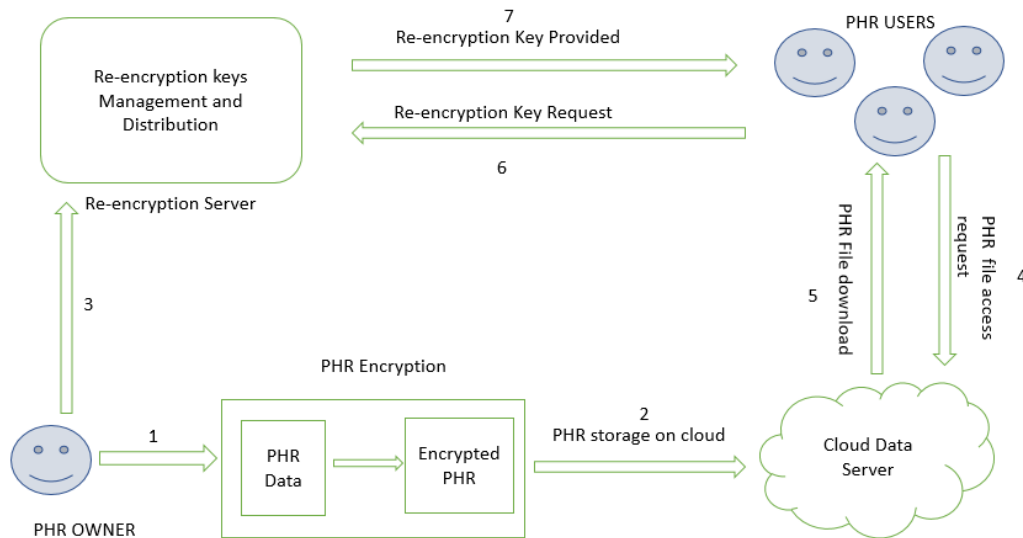 7
Re-encryption Key Provided
PHR USERS
Re-encryption keys
Management and
Distribution
Re-encryption Key Request
6
Re-encryption Server
3
PHR File download
5
PHR file access
request
4
PHR Encryption
1
PHR
Data
Encrypted
PHR
2
PHR storage on cloud
Cloud Data
Server
PHR OWNER